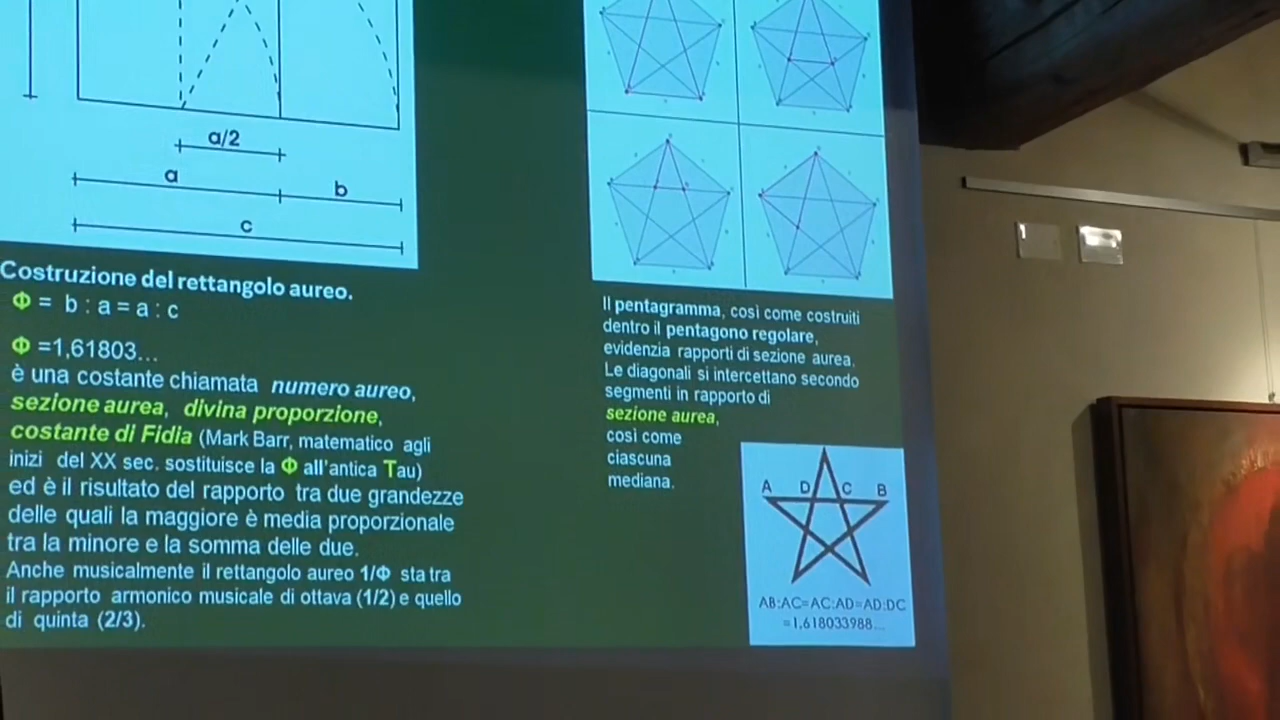 a/2
a
b
c
Costruzione del rettangolo aureo.
Φ = b : a = a : c
Φ =1,61803...
è una costante chiamata numero aureo,
sezione aurea, divina proporzione,
costante di Fidia (Mark Barr, matematico agli
inizi del XX sec. sostituisce la Φ all'antica Tau)
ed è il risultato del rapporto tra due grandezze
delle quali la maggiore è media proporzionale
tra la minore e la somma delle due.
Anche musicalmente il rettangolo aureo 1/Φ sta tra
il rapporto armonico musicale di ottava (1/2) e quello
di quinta (2/3).
Il pentagramma, così come costruiti
dentro il pentagono regolare,
evidenzia rapporti di sezione aurea.
Le diagonali si intercettano secondo
segmenti in rapporto di
sezione aurea,
così come
ciascuna
mediana.
A D C B
AB:AC=AC:AD=AD:DC
=1,618033988...